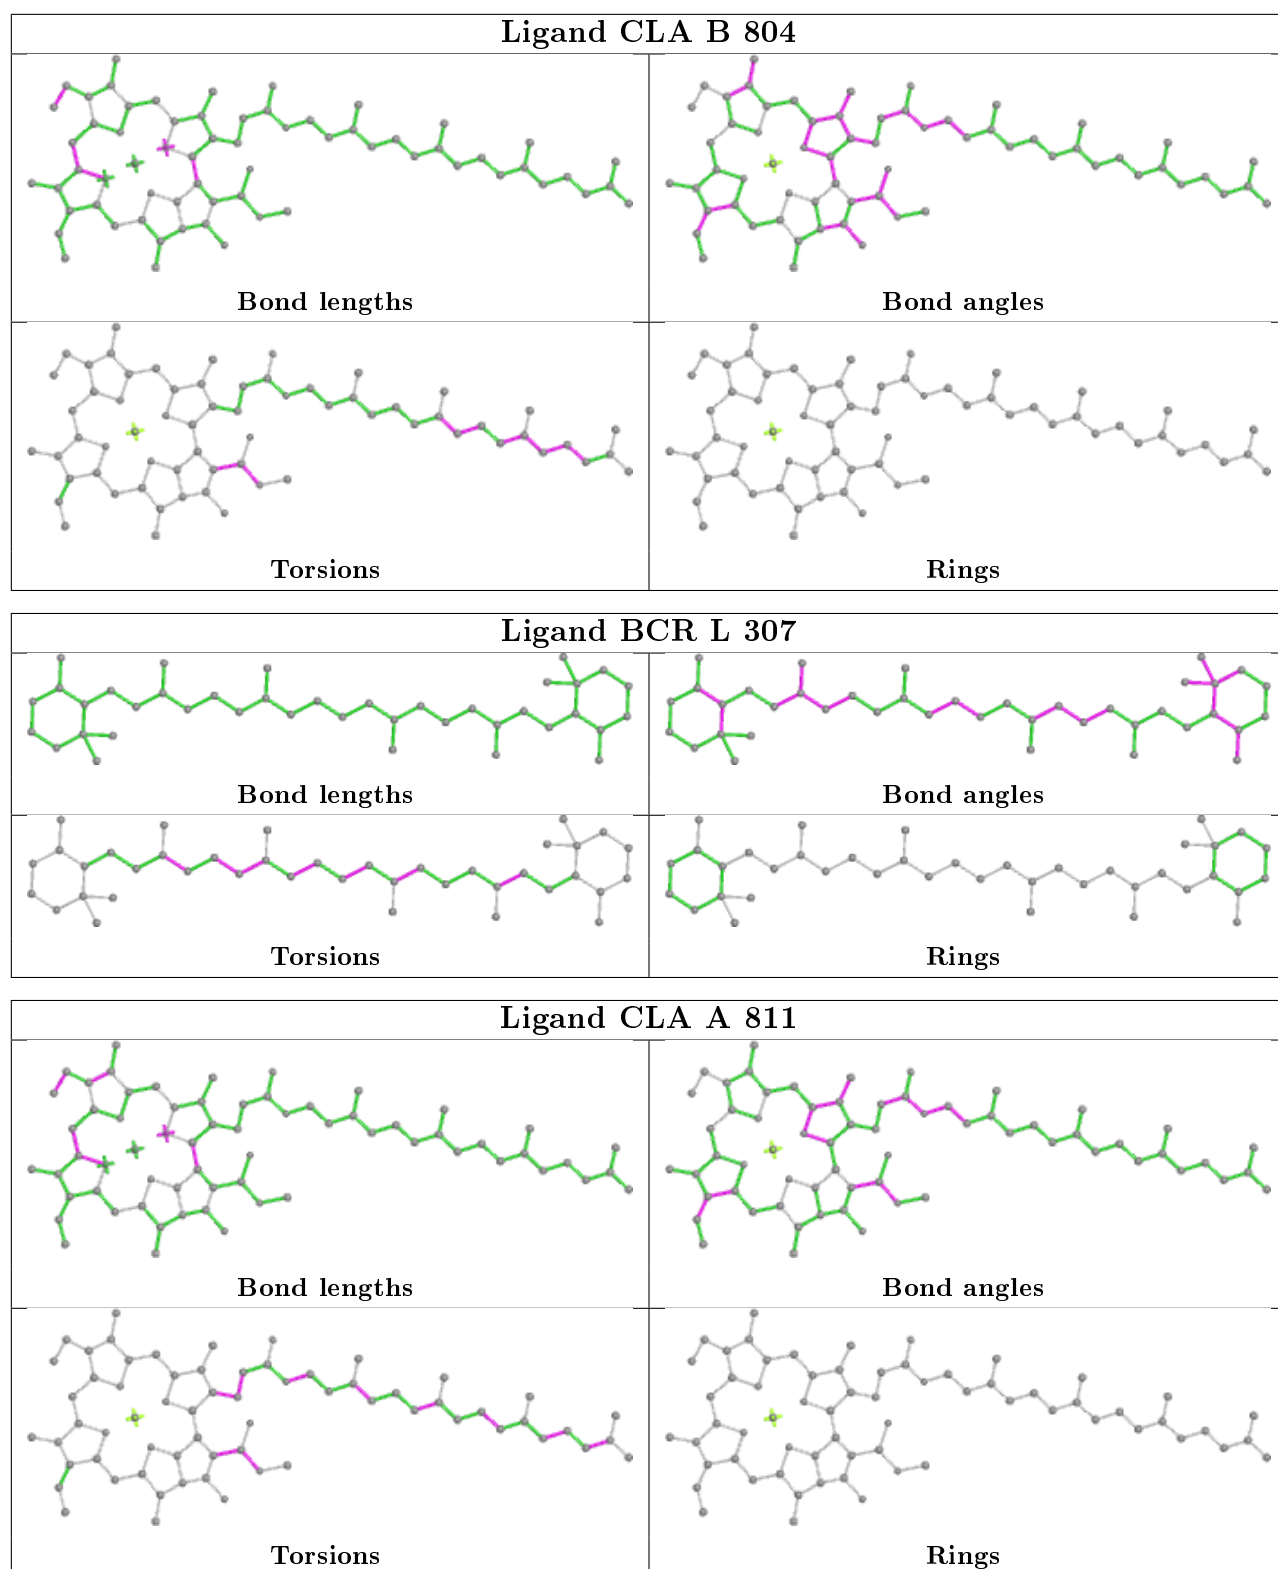 Ligand CLA B 804
Bond lengths
Bond angles
Torsions
Rings
Ligand BCR L 307
Bond lengths
Bond angles
Torsions
Rings
Ligand CLA A 811
Bond lengths
Bond angles
Torsions
Rings